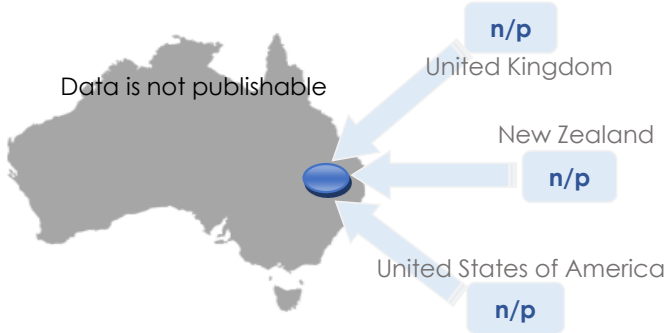 n/p
United Kingdom
Data is not publishable
New Zealand
n/p
United States of America
n/p